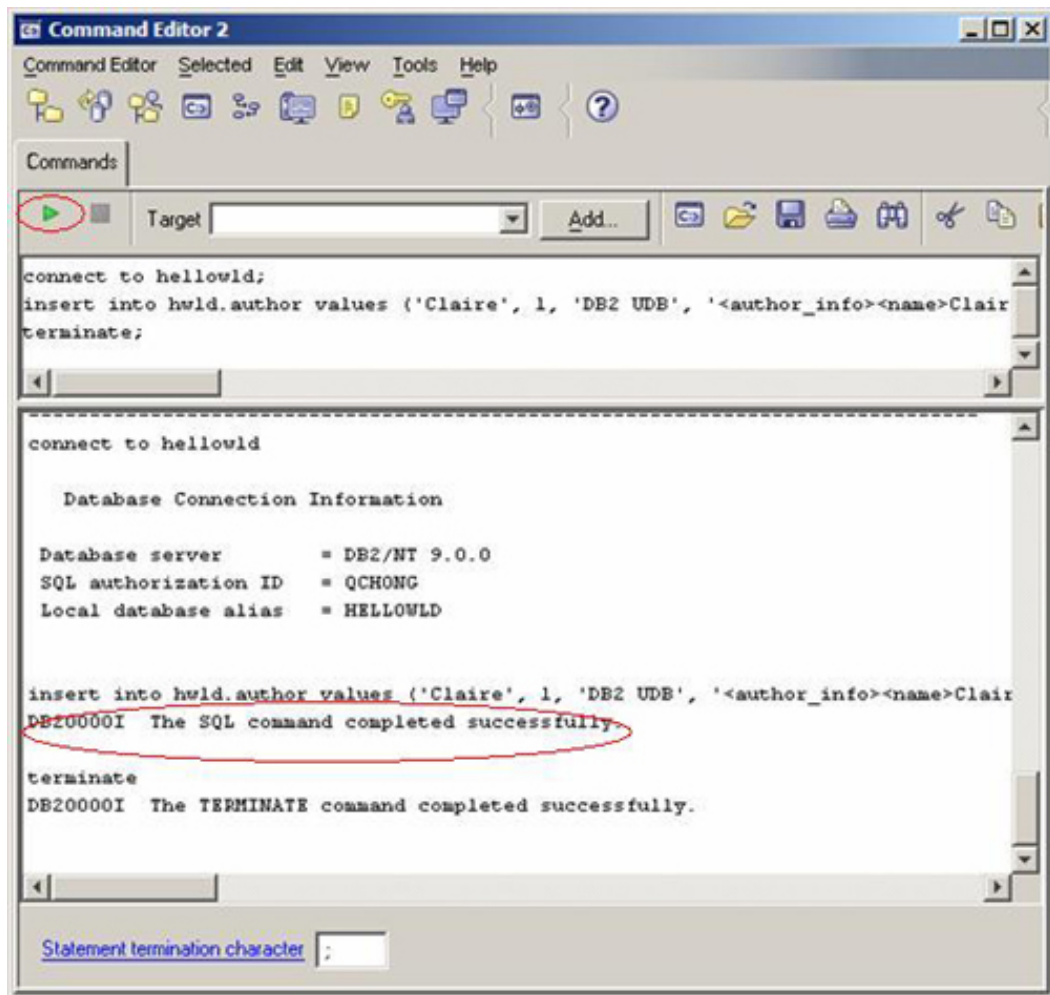 Command Editor 2
Command Editor Selected Edit View Tools Help
Commands
Target Add...
connect to hellowld;
insert into hwld.author values ('Claire', 1, 'DB2 UDB', '<author_info><name>Clair
terminate;
--------------------------------------------------------------------------------
connect to hellowld
Database Connection Information
Database server = DB2/NT 9.0.0
SQL authorization ID = QCHONG
Local database alias = HELLOWLD
insert into hwld.author values ('Claire', 1, 'DB2 UDB', '<author_info><name>Clair
DB20000I The SQL command completed successfully.
terminate
DB20000I The TERMINATE command completed successfully.
Statement termination character ;